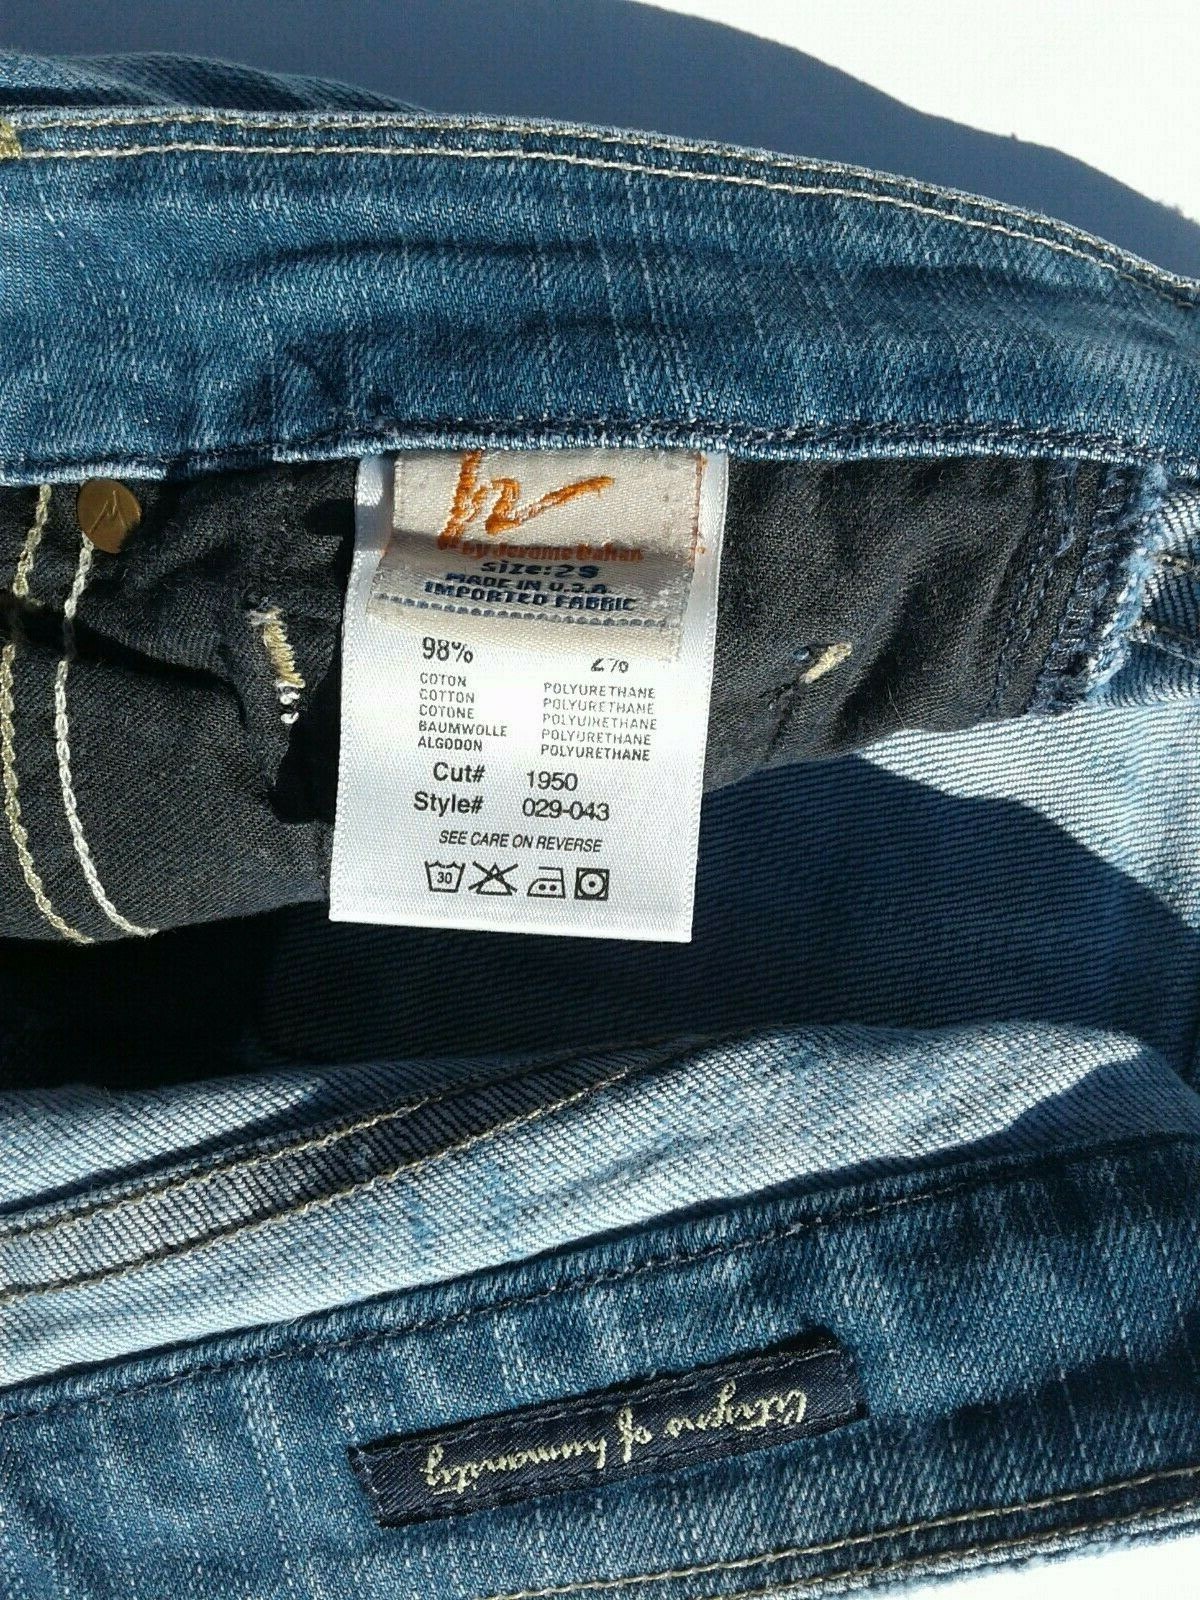 by Jerome Dahan
Size:28
MADE IN U.S.A
IMPORTED FABRIC
98% 2%
COTON POLYURETHANE
COTTON POLYURETHANE
COTONE POLYURETHANE
BAUMWOLLE POLYURETHANE
ALGODON POLYURETHANE
Cut# 1950
Style# 029-043
SEE CARE ON REVERSE
30
Citizens of humanity